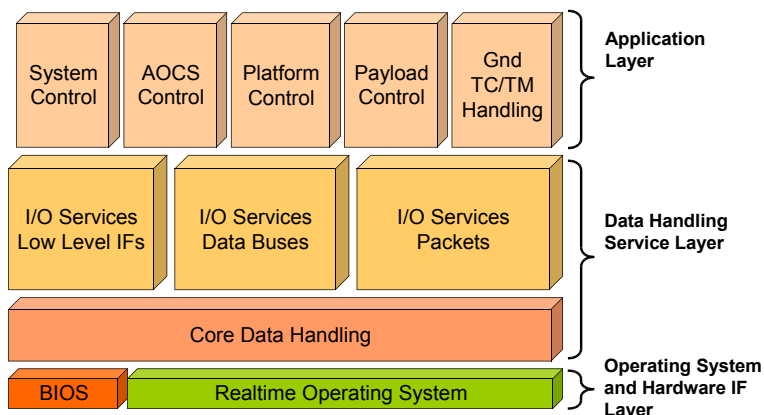 System
Control
AOCS
Control
Platform
Control
Payload
Control
Gnd
TC/TM
Handling
Application
Layer
I/O Services
Low Level IFs
I/O Services
Data Buses
I/O Services
Packets
Data Handling
Service Layer
Core Data Handling
BIOS
Realtime Operating System
Operating System
and Hardware IF
Layer